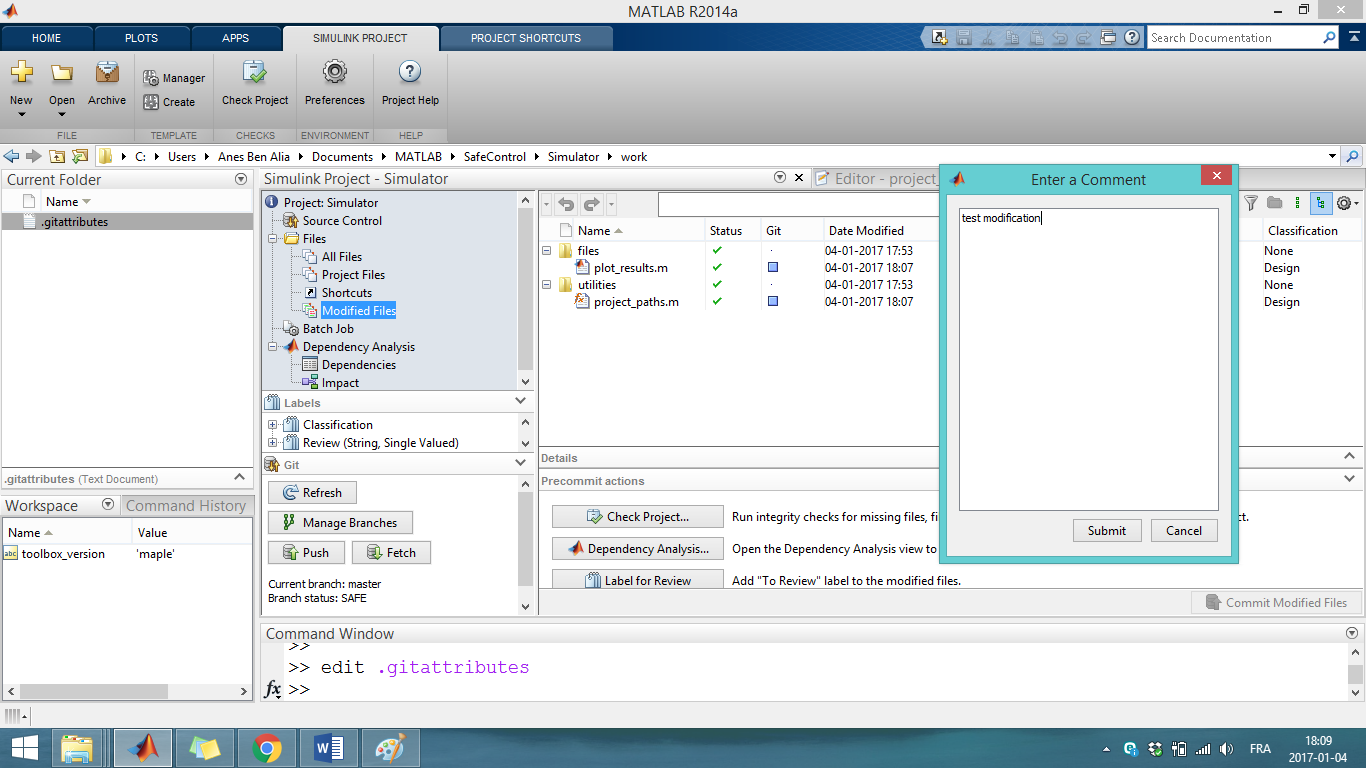 MATLAB R2014a
HOME PLOTS APPS SIMULINK PROJECT PROJECT SHORTCUTS
Search Documentation
New Open Archive Manager Create Check Project Preferences Project Help
FILE TEMPLATE CHECKS ENVIRONMENT HELP
C: Users Anes Ben Alia Documents MATLAB SafeControl Simulator work
Current Folder
Name
.gitattributes
.gitattributes (Text Document)
Workspace Command History
Name Value
abc toolbox_version 'maple'
Simulink Project - Simulator
Project: Simulator
Source Control
Files
All Files
Project Files
Shortcuts
Modified Files
Batch Job
Dependency Analysis
Dependencies
Impact
Labels
Classification
Review (String, Single Valued)
Git
Refresh
Manage Branches
Push Fetch
Current branch: master
Branch status: SAFE
Editor - project_
Name Status Git Date Modified Classification
files 04-01-2017 17:53 None
plot_results.m 04-01-2017 18:07 Design
utilities 04-01-2017 17:53 None
project_paths.m 04-01-2017 18:07 Design
Details
Precommit actions
Check Project... Run integrity checks for missing files, fi ct.
Dependency Analysis... Open the Dependency Analysis view to
Label for Review Add "To Review" label to the modified files.
Commit Modified Files
Enter a Comment
test modification
Submit Cancel
Command Window
>>
>> edit .gitattributes
fx >>
FRA 18:09
2017-01-04